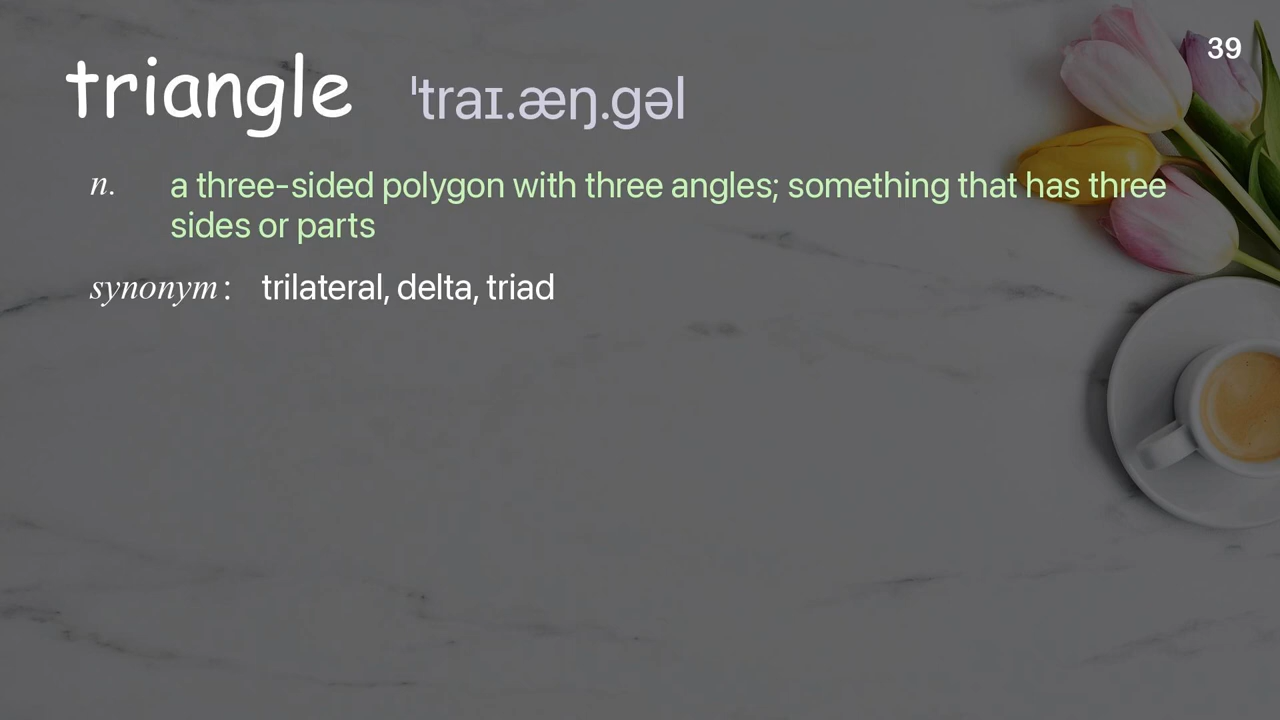 39
triangle ˈtraɪ.æŋ.gəl
n. a three-sided polygon with three angles; something that has three
sides or parts
synonym: trilateral, delta, triad